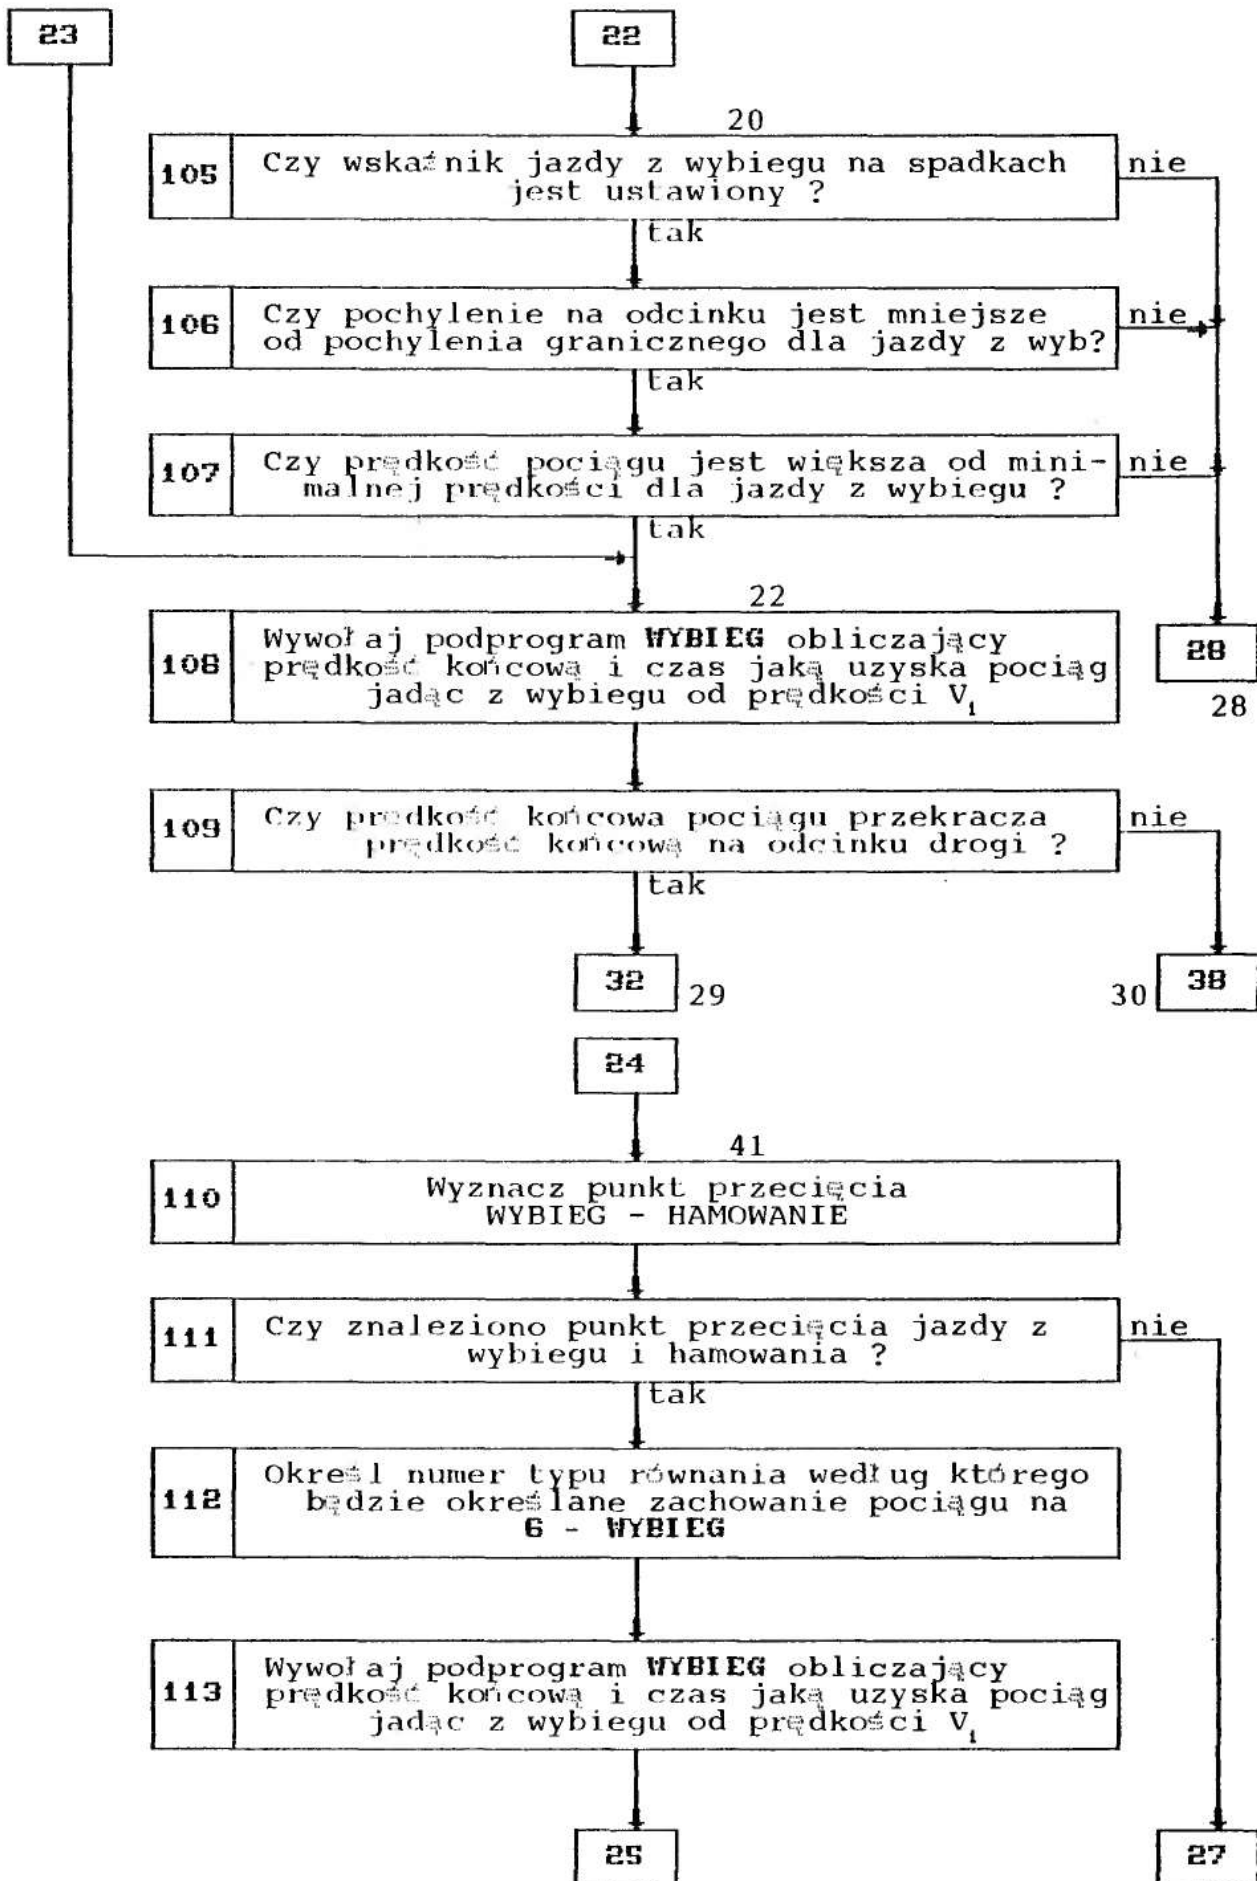 23
22
20
105
Czy wskaźnik jazdy z wybiegu na spadkach
jest ustawiony ?
nie
tak
106
Czy pochylenie na odcinku jest mniejsze
od pochylenia granicznego dla jazdy z wyb?
nie
tak
107
Czy prędkość pociągu jest większa od mini-
malnej prędkości dla jazdy z wybiegu ?
nie
tak
22
108
Wywołaj podprogram WYBIEG obliczający
prędkość końcową i czas jaką uzyska pociąg
jadąc z wybiegu od prędkości V₁
28
28
109
Czy prędkość końcowa pociągu przekracza
prędkość końcową na odcinku drogi ?
nie
tak
32
29
30
38
24
41
110
Wyznacz punkt przecięcia
WYBIEG - HAMOWANIE
111
Czy znaleziono punkt przecięcia jazdy z
wybiegu i hamowania ?
nie
tak
112
Określ numer typu równania według którego
będzie określane zachowanie pociągu na
6 - WYBIEG
113
Wywołaj podprogram WYBIEG obliczający
prędkość końcową i czas jaką uzyska pociąg
jadąc z wybiegu od prędkości V₁
25
27